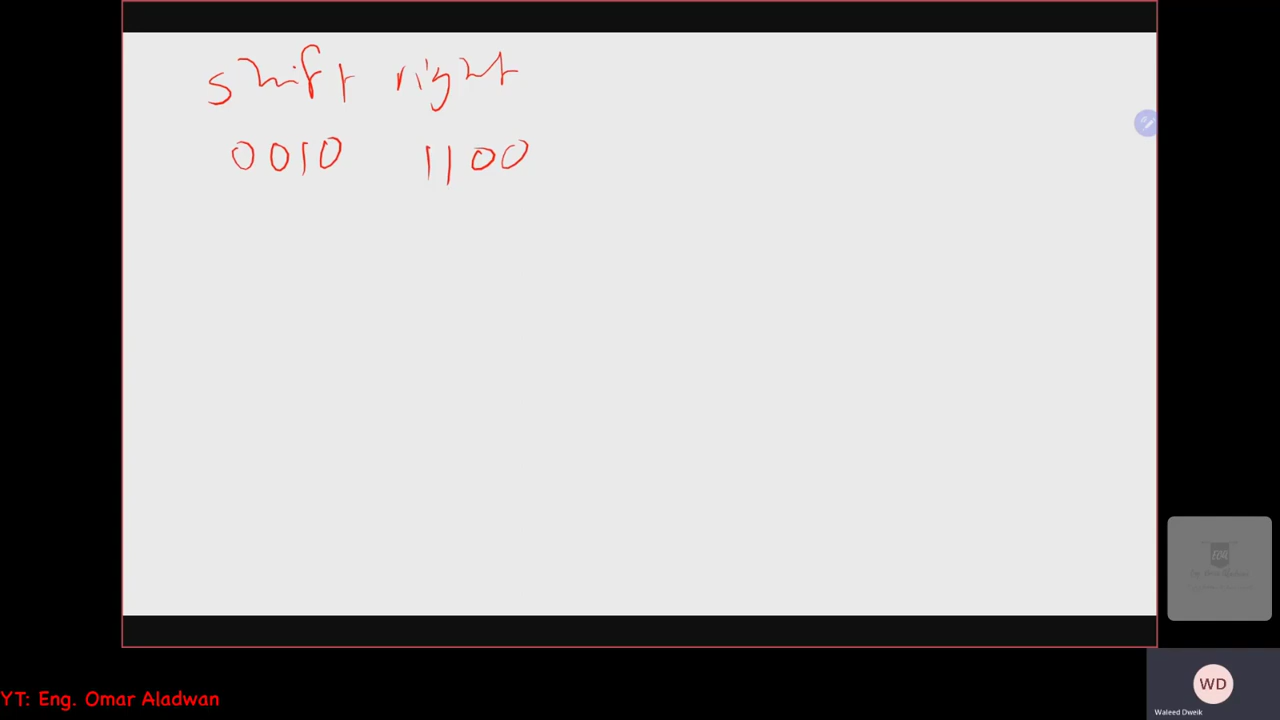 shift right
0010 1100
WD
Waleed Dweik
YT: Eng. Omar Aladwan